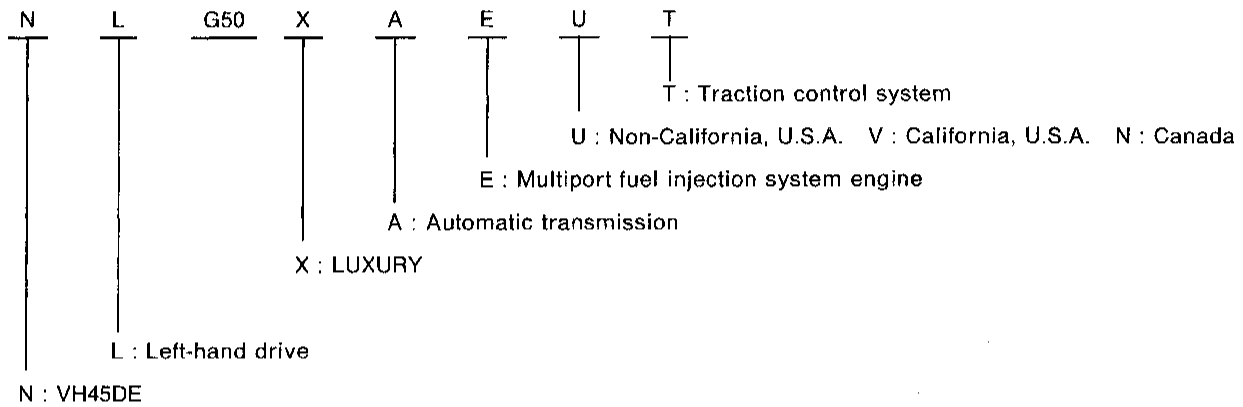 N L G50 X A E U T
T : Traction control system
U : Non-California, U.S.A. V : California, U.S.A. N : Canada
E : Multiport fuel injection system engine
A : Automatic transmission
X : LUXURY
L : Left-hand drive
N : VH45DE